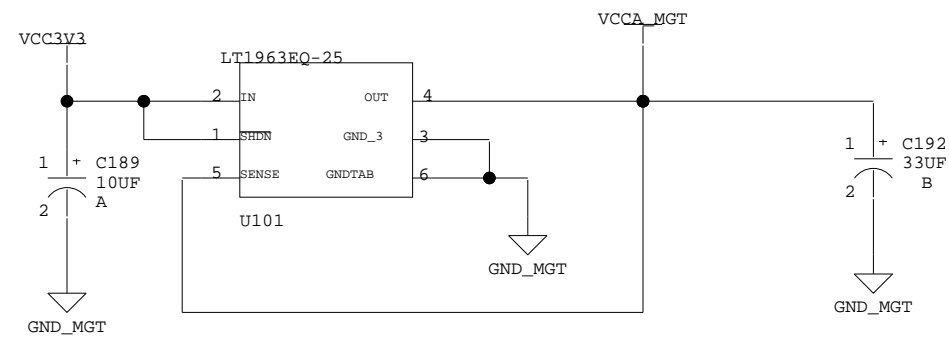 VCCA_MGT
VCC3V3
LT1963EQ-25
2 IN OUT 4
1 SHDN GND_3 3
5 SENSE GNDTAB 6
U101
1 + C189
10UF
A
2
GND_MGT
GND_MGT
1 + C192
33UF
B
2
GND_MGT